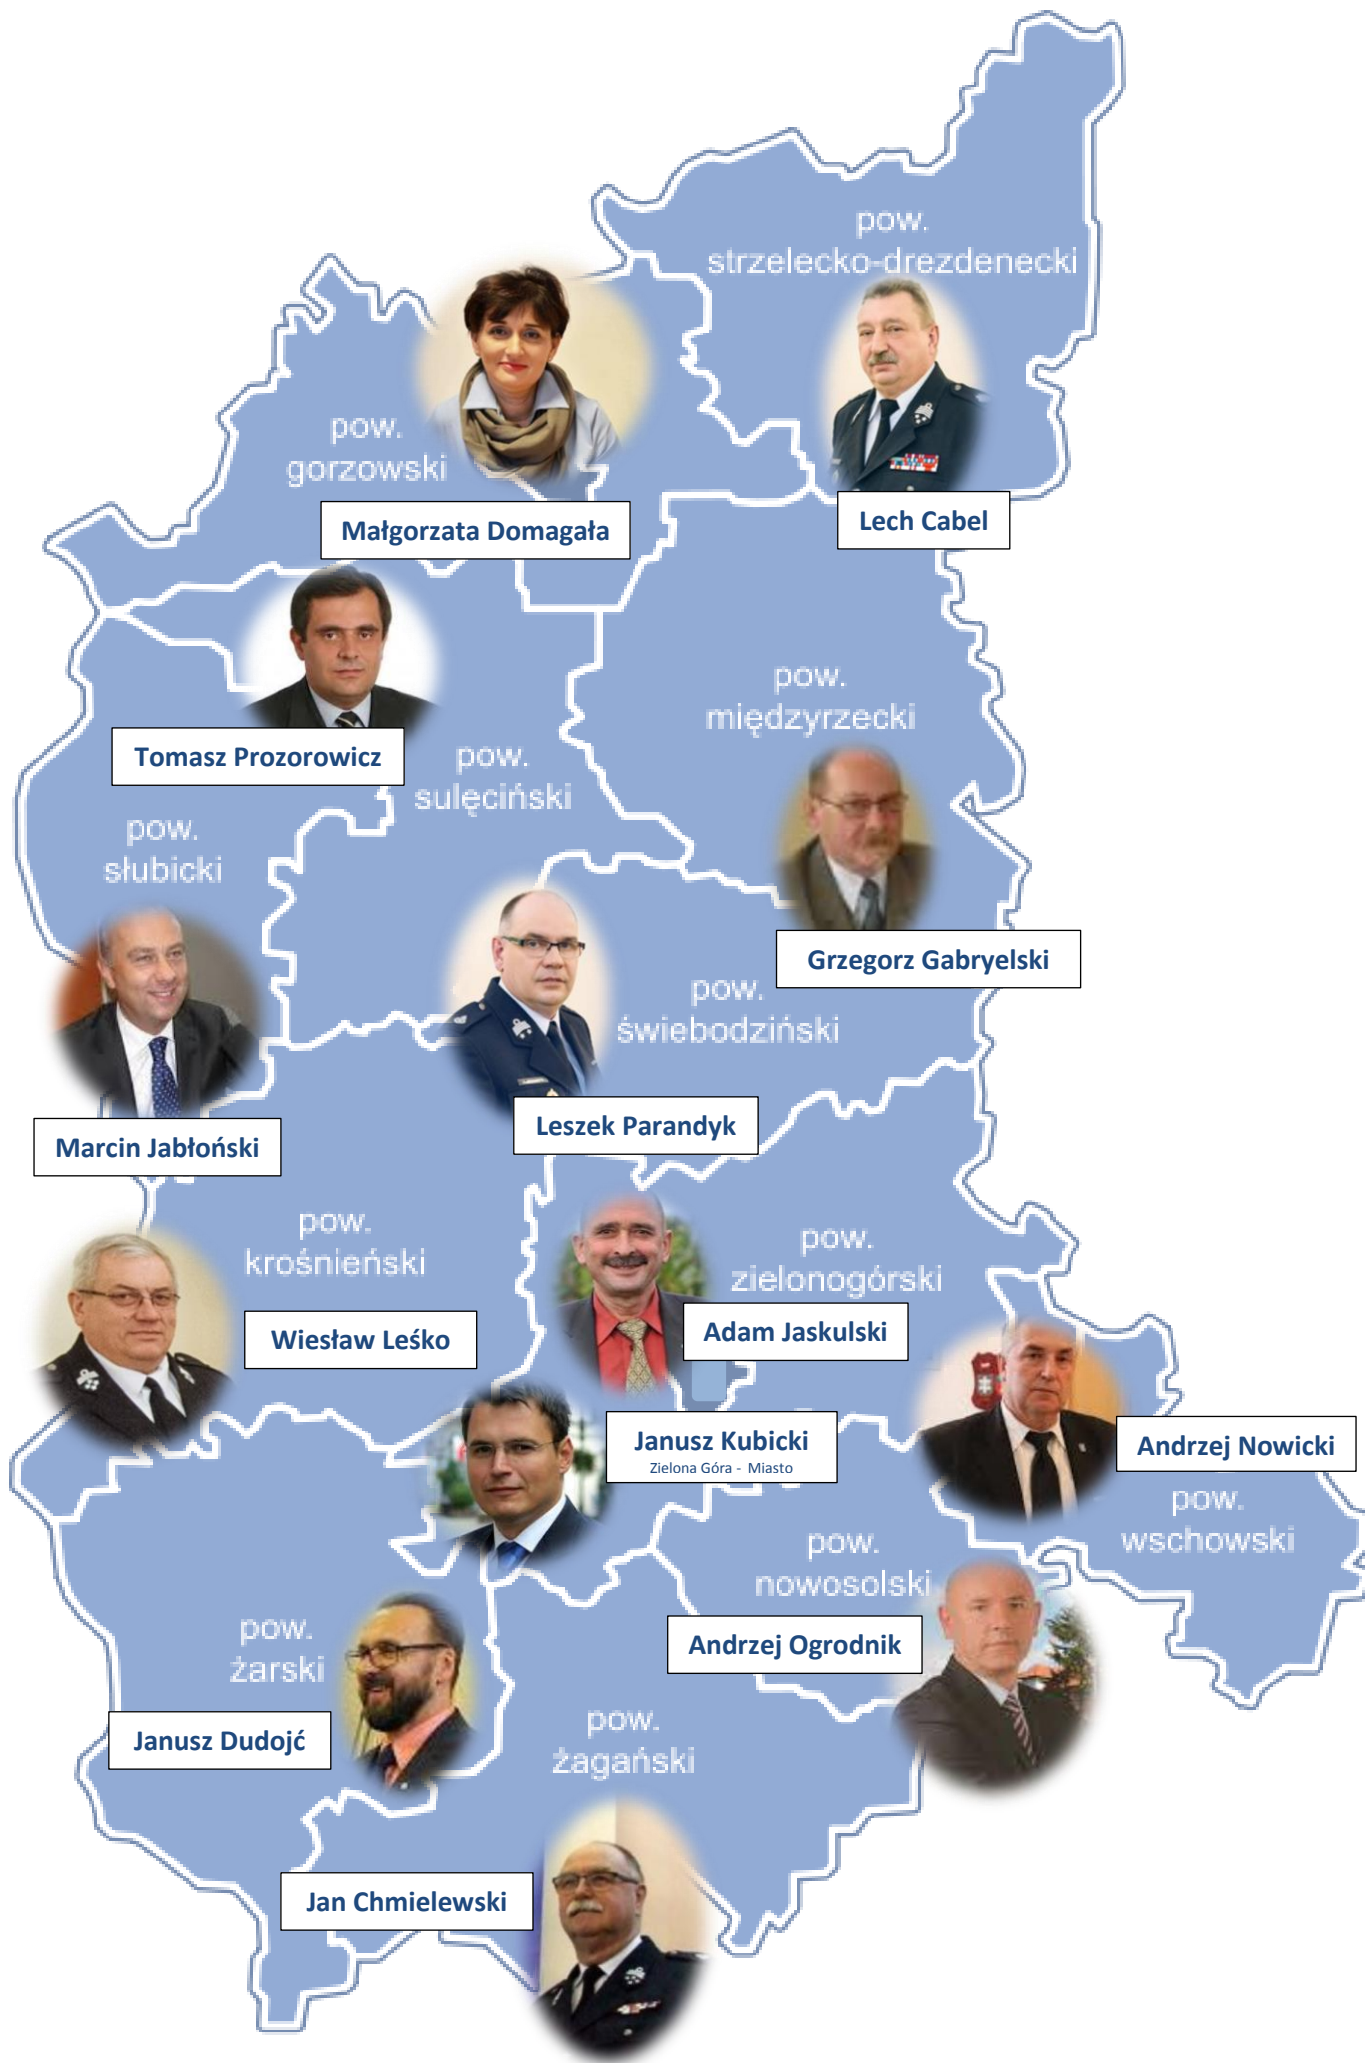 pow.
strzelecko-drezdenecki
Lech Cabel
pow.
gorzowski
Małgorzata Domagała
Tomasz Prozorowicz
pow.
sulęciński
pow.
międzyrzecki
Grzegorz Gabryelski
pow.
słubicki
Marcin Jabłoński
pow.
świebodziński
Leszek Parandyk
pow.
krośnieński
Wiesław Leśko
pow.
zielonogórski
Adam Jaskulski
Janusz Kubicki
Zielona Góra - Miasto
Andrzej Nowicki
pow.
wschowski
pow.
nowosolski
Andrzej Ogrodnik
pow.
żarski
Janusz Dudojć
pow.
żagański
Jan Chmielewski